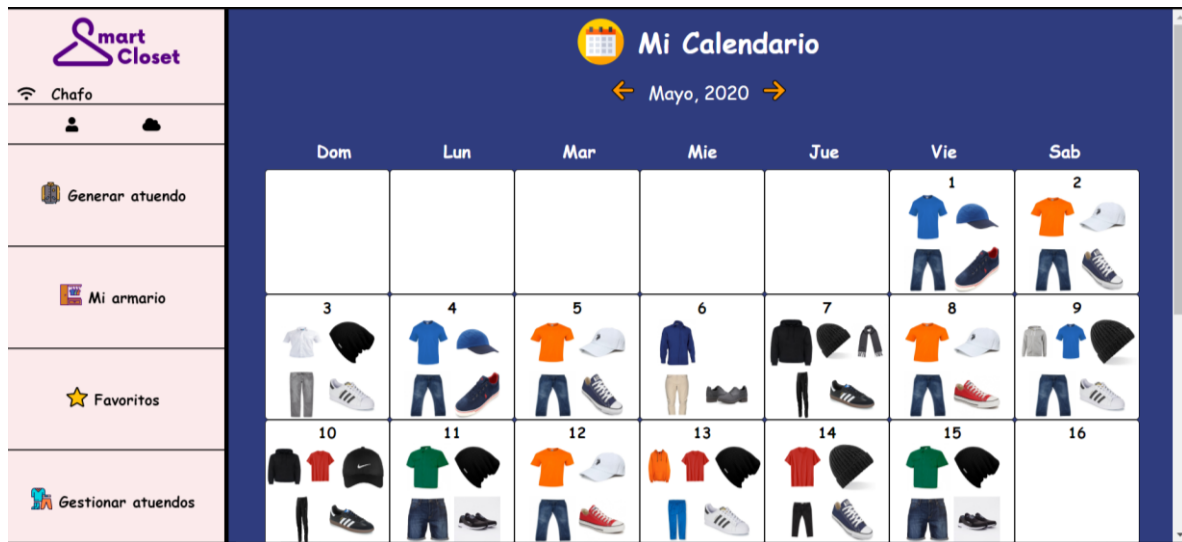 Smart
Closet
Chafo
Generar atuendo
Mi armario
Favoritos
Gestionar atuendos
Mi Calendario
Mayo, 2020
Dom Lun Mar Mie Jue Vie Sab
1 2
3 4 5 6 7 8 9
10 11 12 13 14 15 16